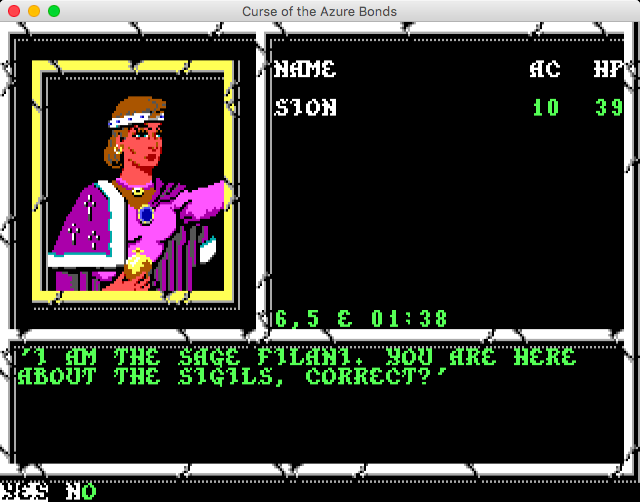 Curse of the Azure Bonds
NAME AC HP
SION 10 39
6,5 E 01:38
'I AM THE SAGE FILANI. YOU ARE HERE
ABOUT THE SIGILS, CORRECT?'
YES NO